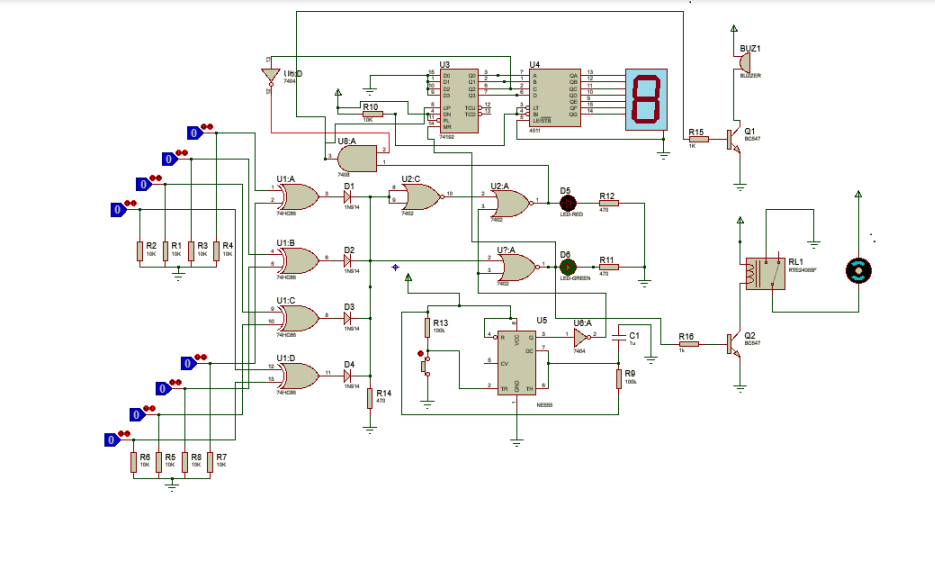 BUZ1
BUZZER
U3
U4
D0
D1
D2
D3
Q0
Q1
Q2
Q3
UP
DN
PL
MR
TCU
TCD
74192
A
B
C
D
LT
BI
LE/STB
QA
QB
QC
QD
QE
QF
QG
4511
7404
R10
10K
U8:A
7408
R15
1K
Q1
BC547
0
0
0
0
U1:A
74HC86
D1
1N914
U2:C
7402
U2:A
7402
D5
LED-RED
R12
470
R2
10K
R1
10K
R3
10K
R4
10K
U1:B
74HC86
D2
1N914
U?:A
7402
D6
LED-GREEN
R11
470
RL1
U1:C
74HC86
D3
1N914
R13
100k
U5
R
VCC
Q
DC
CV
TR
GND
TH
NE555
U6:A
7404
C1
1u
R9
100k
R16
1k
Q2
BC547
0
0
0
0
U1:D
74HC86
D4
1N914
R14
470
R6
10K
R5
10K
R8
10K
R7
10K